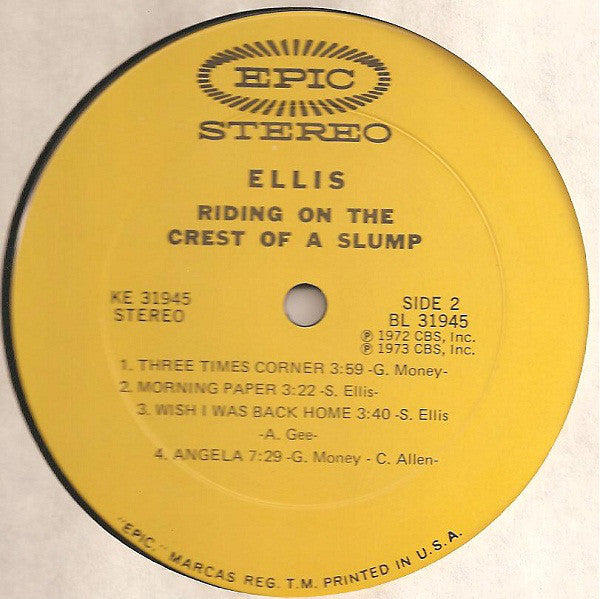 EPIC
STEREO
ELLIS
RIDING ON THE
CREST OF A SLUMP
KE 31945
STEREO
SIDE 2
BL 31945
℗ 1972 CBS, Inc.
℗ 1973 CBS, Inc.
1. THREE TIMES CORNER 3:59 -G. Money-
2. MORNING PAPER 3:22 -S. Ellis-
3. WISH I WAS BACK HOME 3:40 -S. Ellis
-A. Gee-
4. ANGELA 7:29 -G. Money - C. Allen-
"EPIC," MARCAS REG. T.M. PRINTED IN U.S.A.